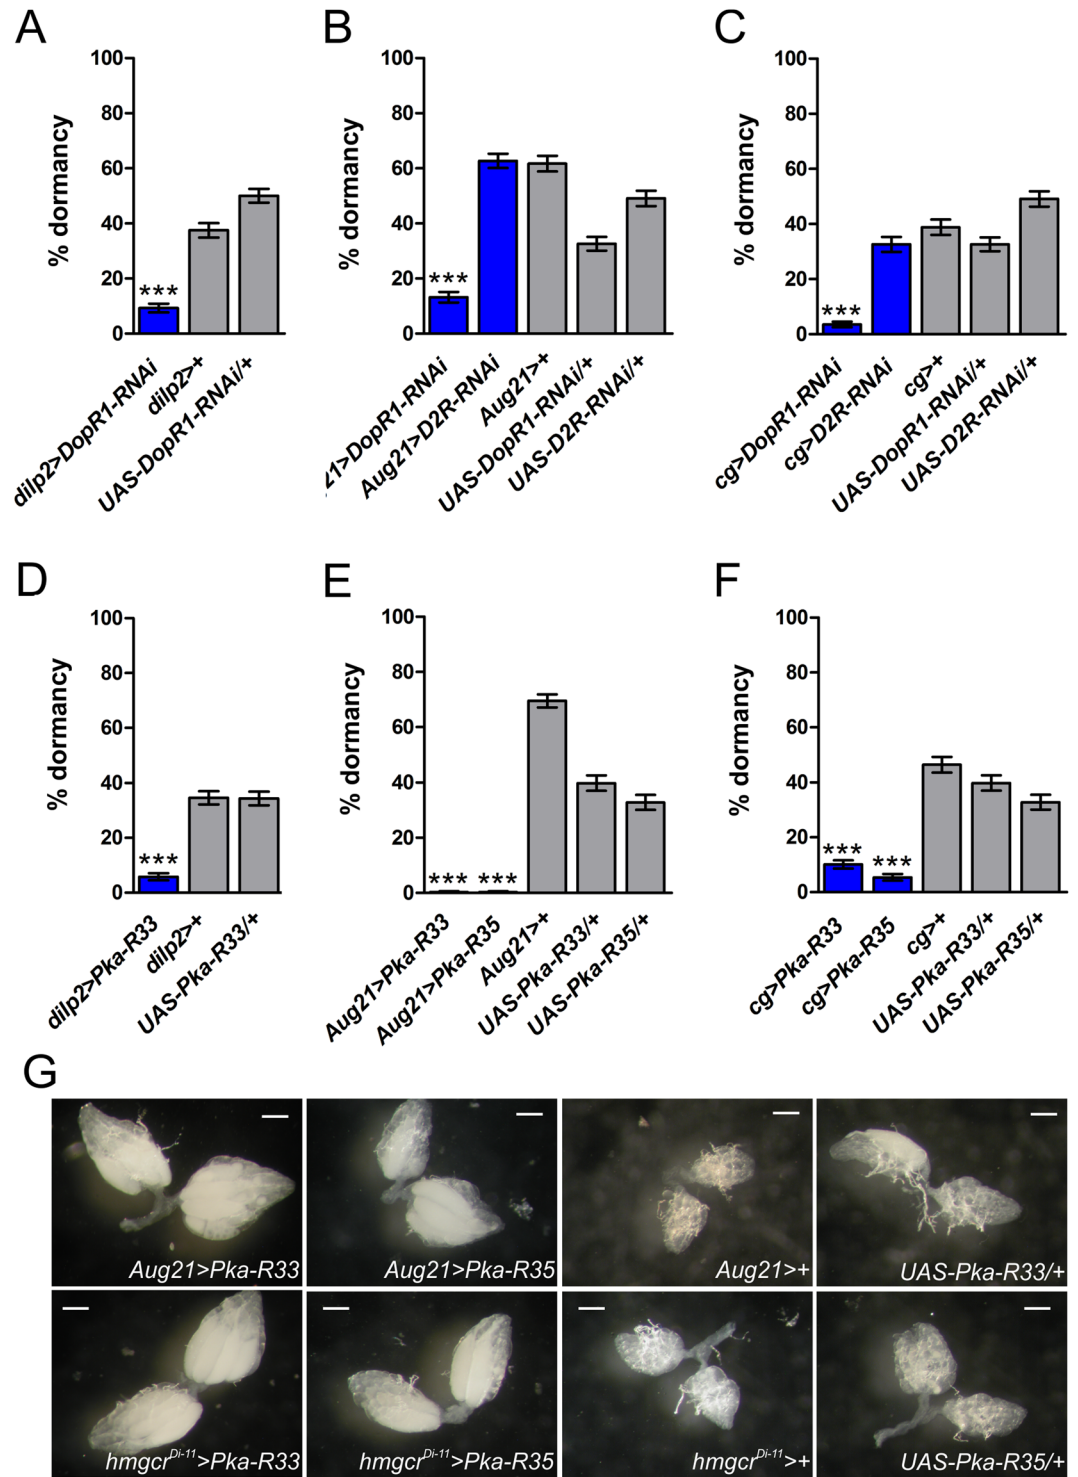 A
% dormancy
100
80
60
40
20
0
***
dilp2>DopR1-RNAi
dilp2>+
UAS-DopR1-RNAi/+
B
% dormancy
100
80
60
40
20
0
***
21>DopR1-RNAi
Aug21>D2R-RNAi
Aug21>+
UAS-DopR1-RNAi/+
UAS-D2R-RNAi/+
C
% dormancy
100
80
60
40
20
0
***
cg>DopR1-RNAi
cg>D2R-RNAi
cg>+
UAS-DopR1-RNAi/+
UAS-D2R-RNAi/+
D
% dormancy
100
80
60
40
20
0
***
dilp2>Pka-R33
dilp2>+
UAS-Pka-R33/+
E
% dormancy
100
80
60
40
20
0
*** ***
Aug21>Pka-R33
Aug21>Pka-R35
Aug21>+
UAS-Pka-R33/+
UAS-Pka-R35/+
F
% dormancy
100
80
60
40
20
0
*** ***
cg>Pka-R33
cg>Pka-R35
cg>+
UAS-Pka-R33/+
UAS-Pka-R35/+
G
Aug21>Pka-R33
Aug21>Pka-R35
Aug21>+
UAS-Pka-R33/+
hmgcrDi-11>Pka-R33
hmgcrDi-11>Pka-R35
hmgcrDi-11>+
UAS-Pka-R35/+